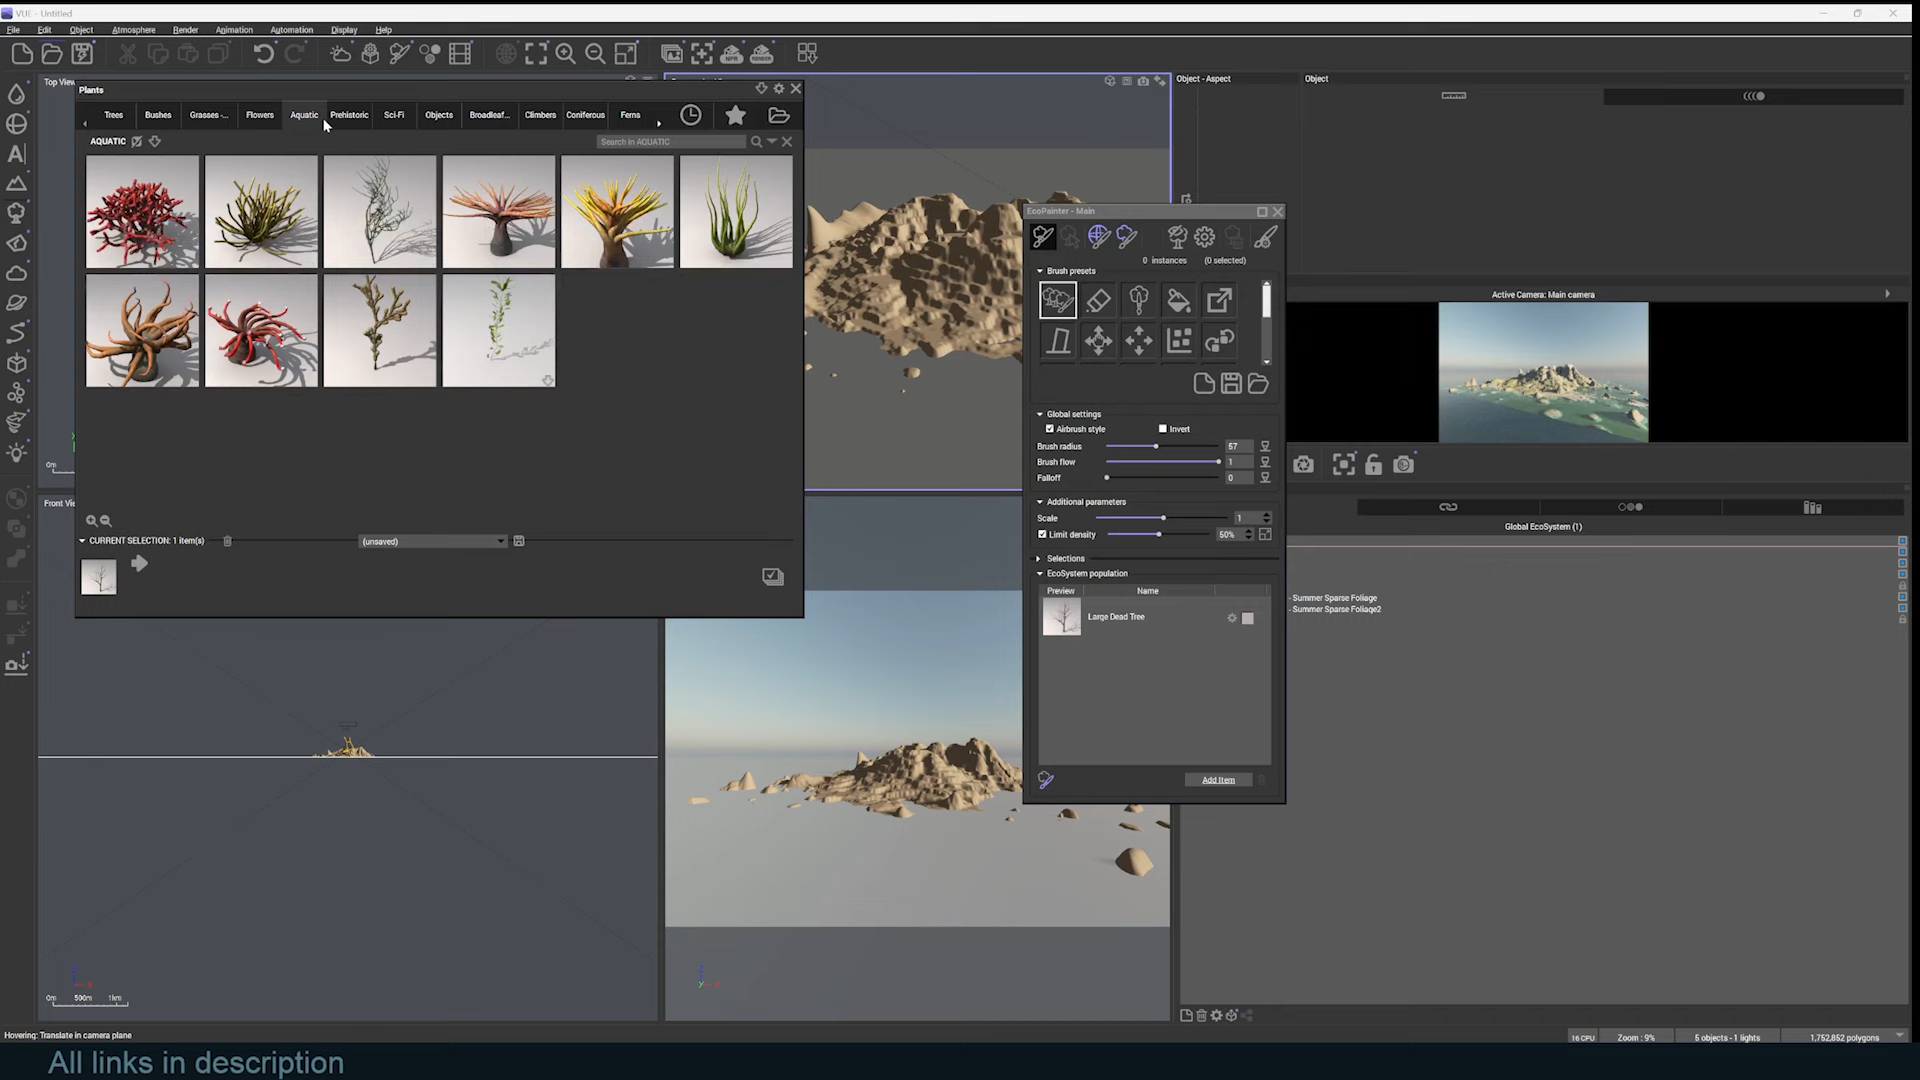 VUE - Untitled
File Edit Object Atmosphere Render Animation Automation Display Help
Top View
Plants
Trees Bushes Grasses -... Flowers Aquatic Prehistoric Sci-Fi Objects Broadleaf... Climbers Coniferous Ferns
AQUATIC
Search in AQUATIC
CURRENT SELECTION: 1 item(s)
(unsaved)
0m
Front Vie
0m 500m 1km
EcoPainter - Main
0 instances (0 selected)
Brush presets
Global settings
Airbrush style Invert
Brush radius 57
Brush flow 1
Falloff 0
Additional parameters
Scale 1
Limit density 50%
Selections
EcoSystem population
Preview Name
Large Dead Tree
Add Item
Object - Aspect
Object
Active Camera: Main camera
Global EcoSystem (1)
- Summer Sparse Foliage
- Summer Sparse Foliage2
NPR
RENDER
Hovering: Translate in camera plane
16 CPU Zoom : 9% 5 objects - 1 lights 1,752,852 polygons
All links in description